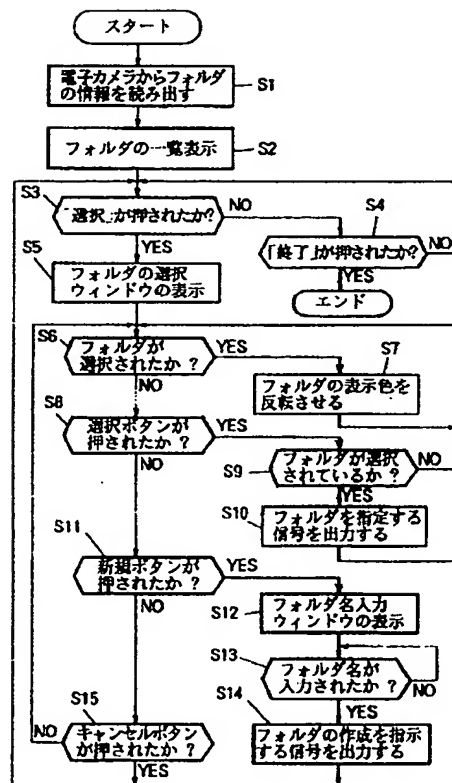 スタート
電子カメラからフォルダ
の情報を読み出す
S1
フォルダの一覧表示
S2
S3
「選択」が押されたか?
NO
S4
YES
「終了」が押されたか?
NO
YES
エンド
S5
フォルダの選択
ウィンドウの表示
S6
フォルダが
選択されたか ?
YES
NO
S7
フォルダの表示色を
反転させる
S8
選択ボタンが
押されたか ?
YES
NO
S9
フォルダが選択
されているか ?
NO
YES
S10
フォルダを指定する
信号を出力する
S11
新規ボタンが
押されたか ?
YES
NO
S12
フォルダ名入力
ウィンドウの表示
S13
フォルダ名が
入力されたか ?
NO
YES
S14
フォルダの作成を指示
する信号を出力する
S15
NO
キャンセルボタン
が押されたか ?
YES